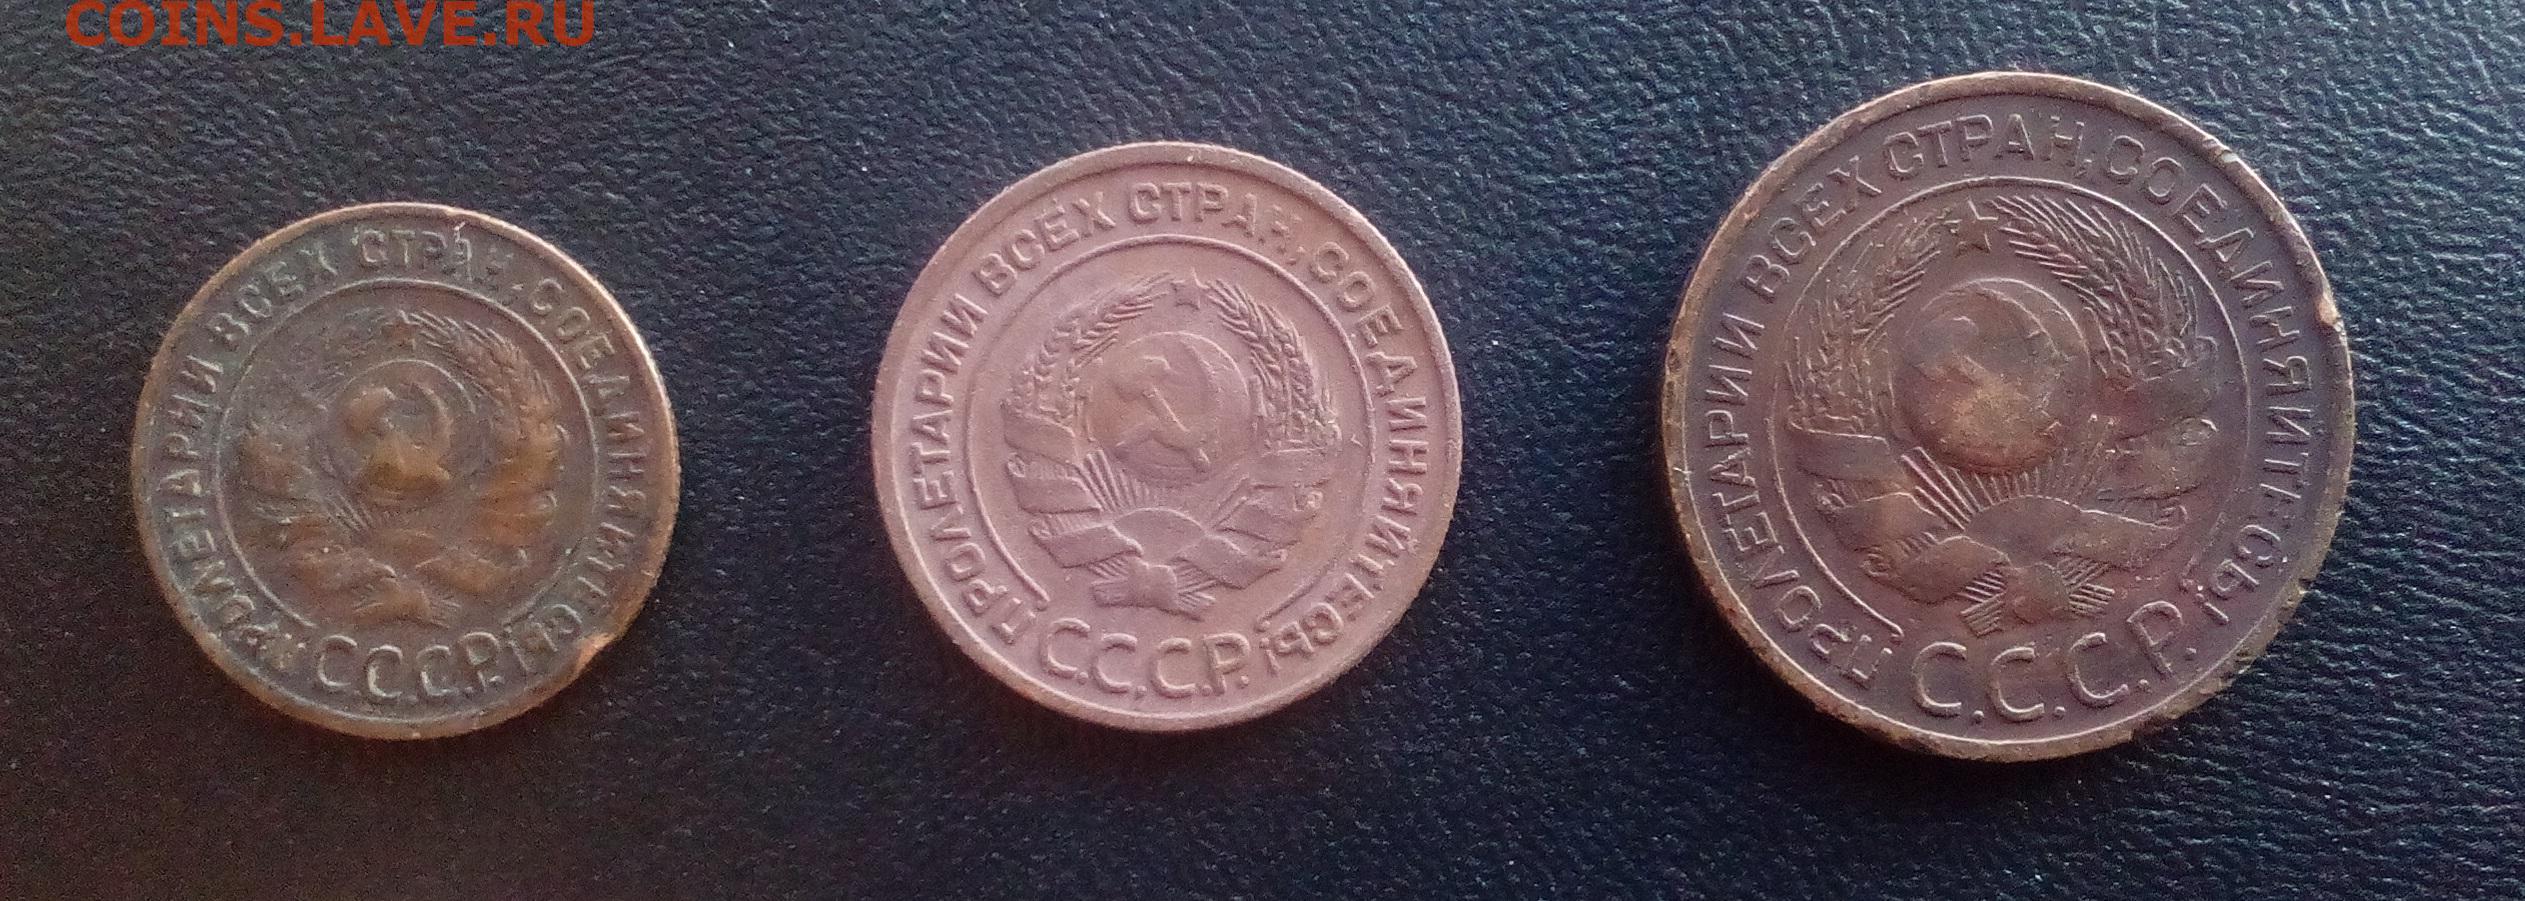 COINS.LAVE.RU
ПРОЛЕТАРИИ ВСЕХ СТРАН, СОЕДИНЯЙТЕСЬ!
С.С.С.Р.
ПРОЛЕТАРИИ ВСЕХ СТРАН, СОЕДИНЯЙТЕСЬ!
С.С.С.Р.
ПРОЛЕТАРИИ ВСЕХ СТРАН, СОЕДИНЯЙТЕСЬ!
С.С.С.Р.